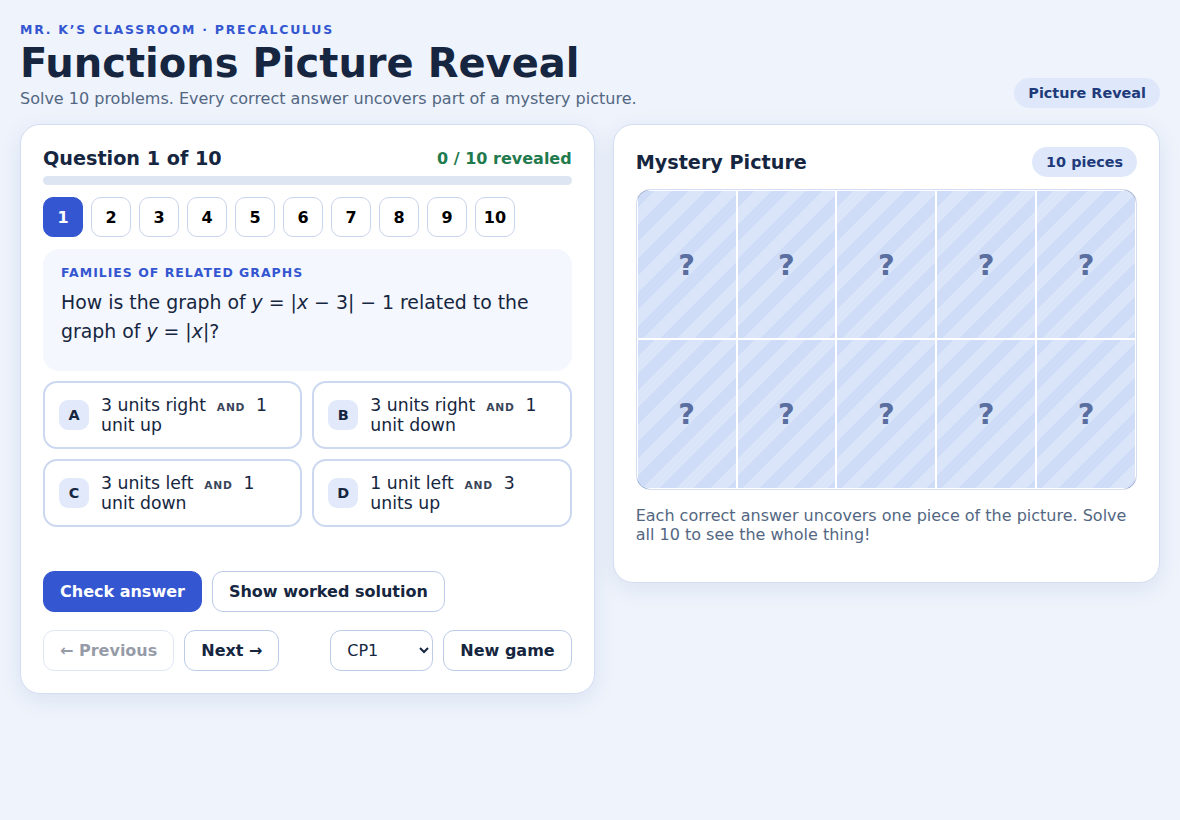 MR. K’S CLASSROOM · PRECALCULUS
Functions Picture Reveal
Solve 10 problems. Every correct answer uncovers part of a mystery picture.
Picture Reveal
Question 1 of 10
0 / 10 revealed
1 2 3 4 5 6 7 8 9 10
FAMILIES OF RELATED GRAPHS
How is the graph of y = |x − 3| − 1 related to the
graph of y = |x|?
A 3 units right AND 1
unit up
B 3 units right AND 1
unit down
C 3 units left AND 1
unit down
D 1 unit left AND 3
units up
Check answer
Show worked solution
← Previous
Next →
CP1
New game
Mystery Picture
10 pieces
? ? ? ? ?
? ? ? ? ?
Each correct answer uncovers one piece of the picture. Solve
all 10 to see the whole thing!